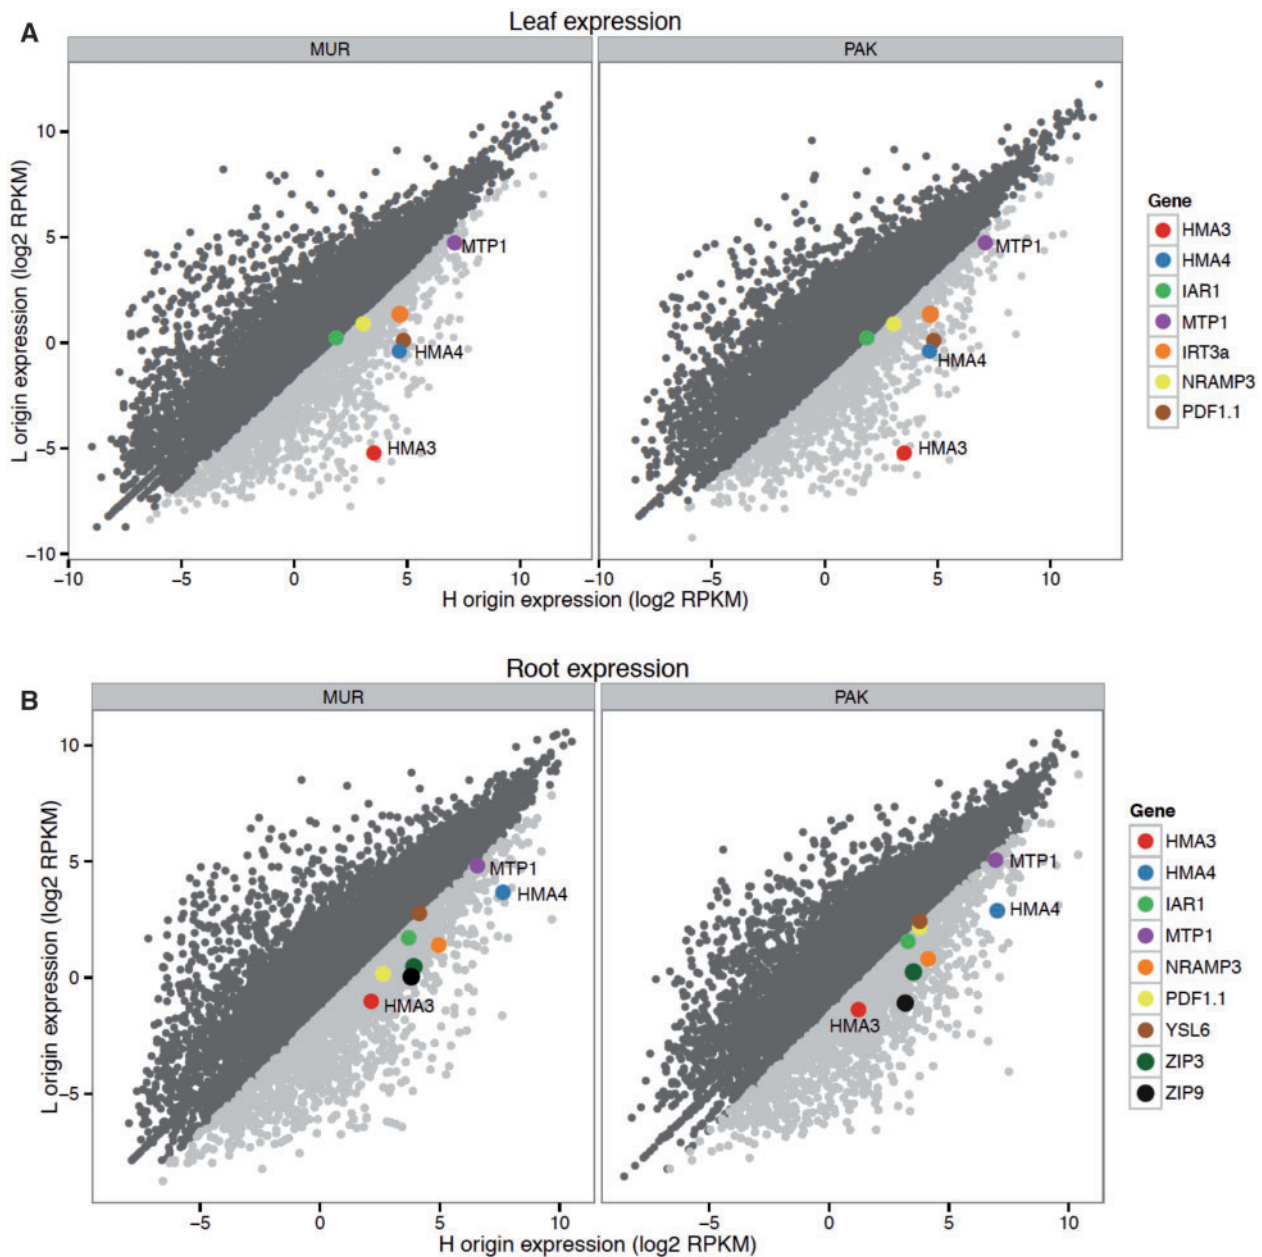 A
Leaf expression
MUR
PAK
L origin expression (log2 RPKM)
10
5
0
−5
−10
MTP1
HMA4
HMA3
MTP1
HMA4
HMA3
−10
−5
0
5
10
−10
−5
0
5
10
H origin expression (log2 RPKM)
Gene
HMA3
HMA4
IAR1
MTP1
IRT3a
NRAMP3
PDF1.1
B
Root expression
MUR
PAK
L origin expression (log2 RPKM)
10
5
0
−5
MTP1
HMA4
HMA3
MTP1
HMA4
HMA3
−5
0
5
10
−5
0
5
10
H origin expression (log2 RPKM)
Gene
HMA3
HMA4
IAR1
MTP1
NRAMP3
PDF1.1
YSL6
ZIP3
ZIP9